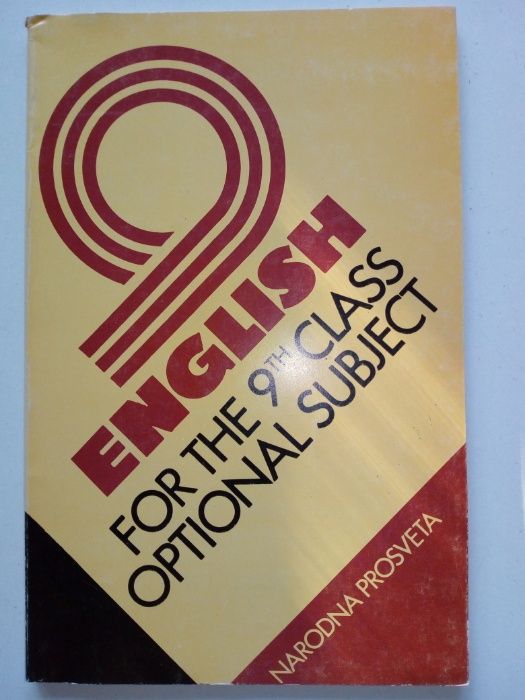 9
ENGLISH
FOR THE 9TH CLASS
OPTIONAL SUBJECT
NARODNA PROSVETA